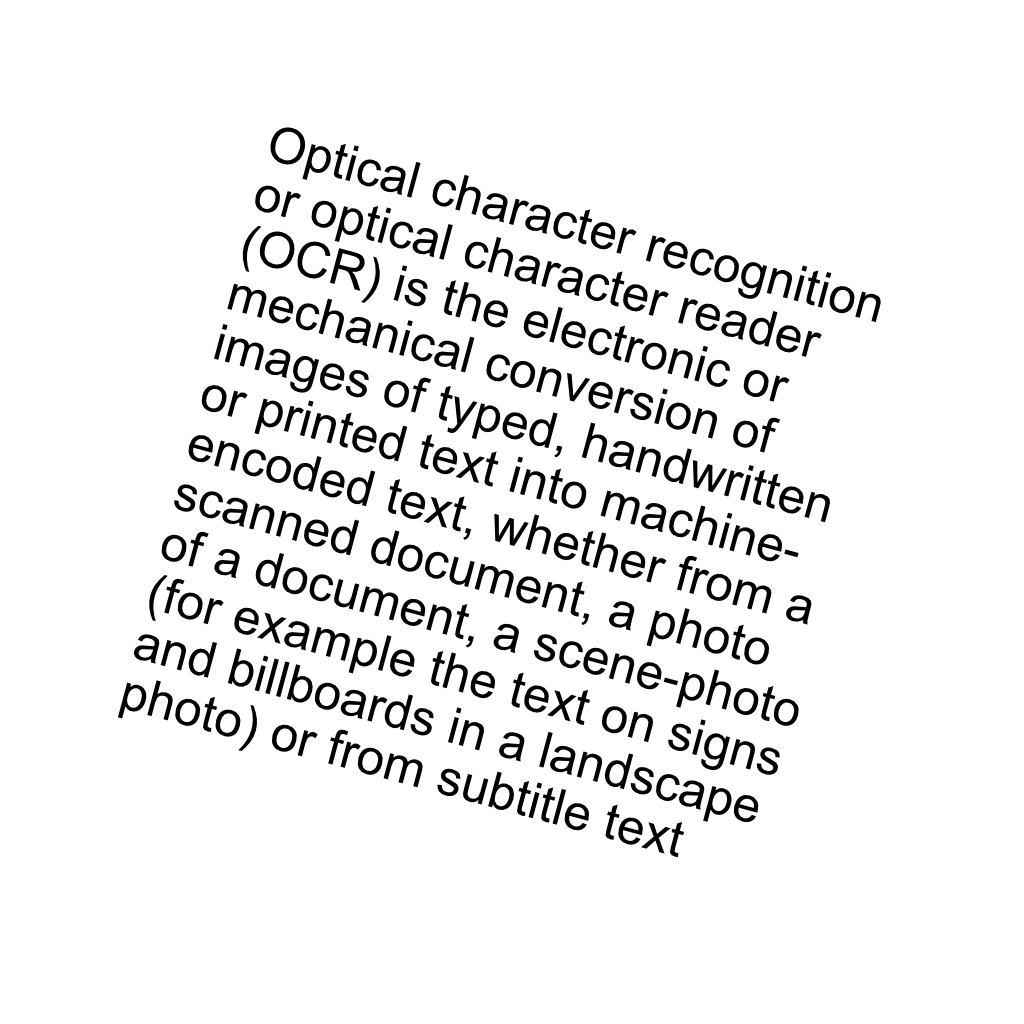 Optical character recognition
or optical character reader
(OCR) is the electronic or
mechanical conversion of
images of typed, handwritten
or printed text into machine-
encoded text, whether from a
scanned document, a photo
of a document, a scene-photo
(for example the text on signs
and billboards in a landscape
photo) or from subtitle text